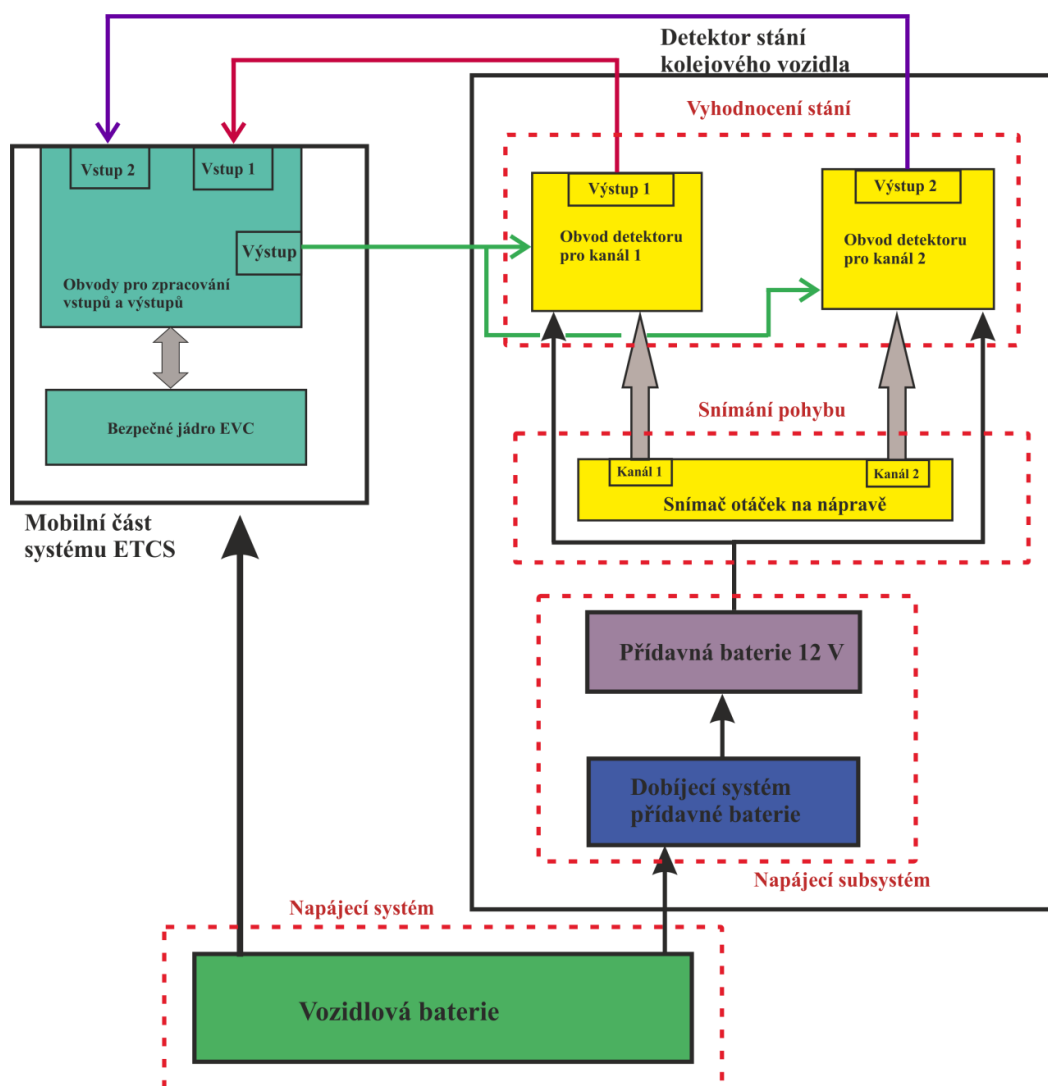 Detektor stání
kolejového vozidla
Vyhodnocení stání
Vstup 2
Vstup 1
Výstup 1
Výstup 2
Výstup
Obvod detektoru
pro kanál 1
Obvod detektoru
pro kanál 2
Obvody pro zpracování
vstupů a výstupů
Bezpečné jádro EVC
Snímání pohybu
Kanál 1
Kanál 2
Snímač otáček na nápravě
Mobilní část
systému ETCS
Přídavná baterie 12 V
Dobíjecí systém
přídavné baterie
Napájecí subsystém
Napájecí systém
Vozidlová baterie